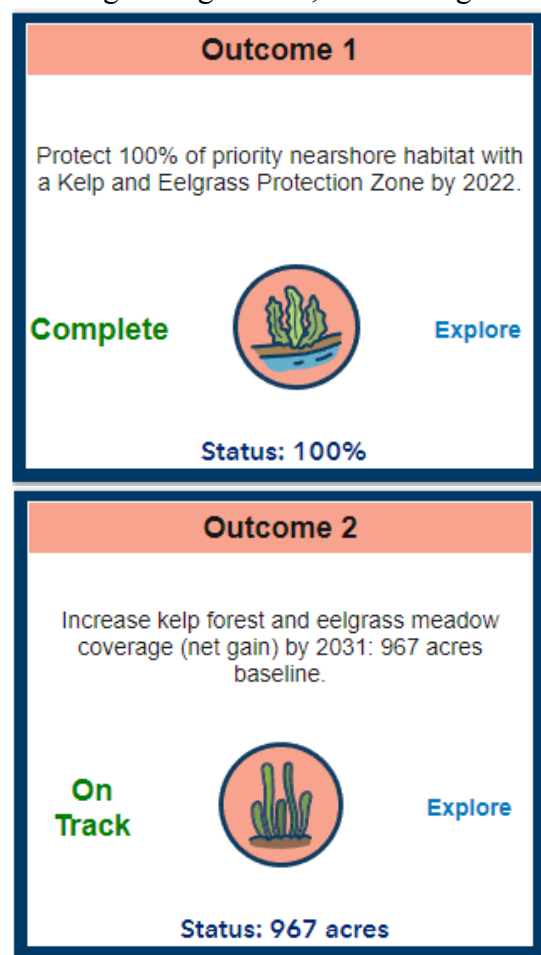 Outcome 1
Protect 100% of priority nearshore habitat with
a Kelp and Eelgrass Protection Zone by 2022.
Complete
Explore
Status: 100%
Outcome 2
Increase kelp forest and eelgrass meadow
coverage (net gain) by 2031: 967 acres
baseline.
On
Track
Explore
Status: 967 acres